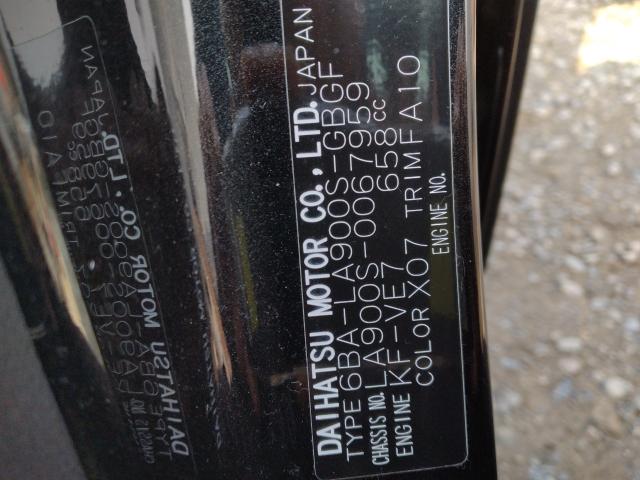 DAIHATSU MOTOR CO., LTD. JAPAN
TYPE 6BA-LA900S-GBGF
CHASSIS NO. LA900S-0067959
ENGINE KF-VE7 658cc
COLOR X07 TRIM FA10
ENGINE NO.